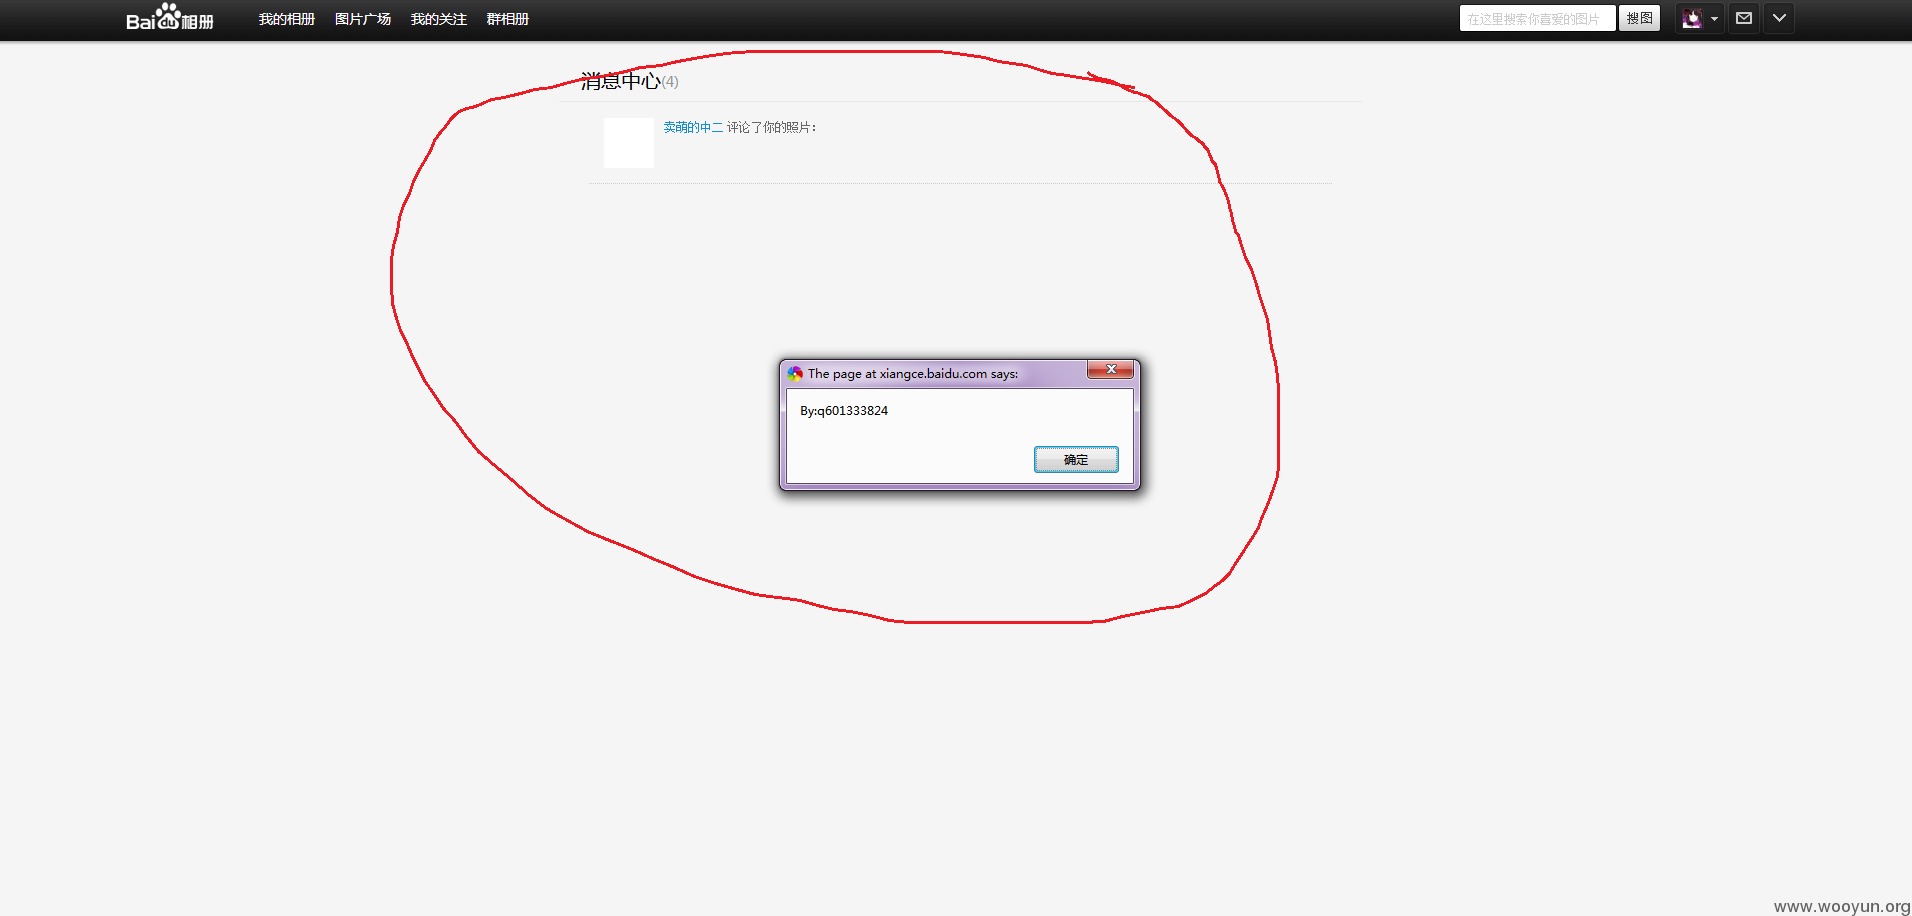 Bai du 相册 我的相册 图片广场 我的关注 群相册 在这里搜索你喜爱的图片 搜图
消息中心(4)
卖萌的中二 评论了你的照片：
The page at xiangce.baidu.com says:
By:q601333824
确定
www.wooyun.org